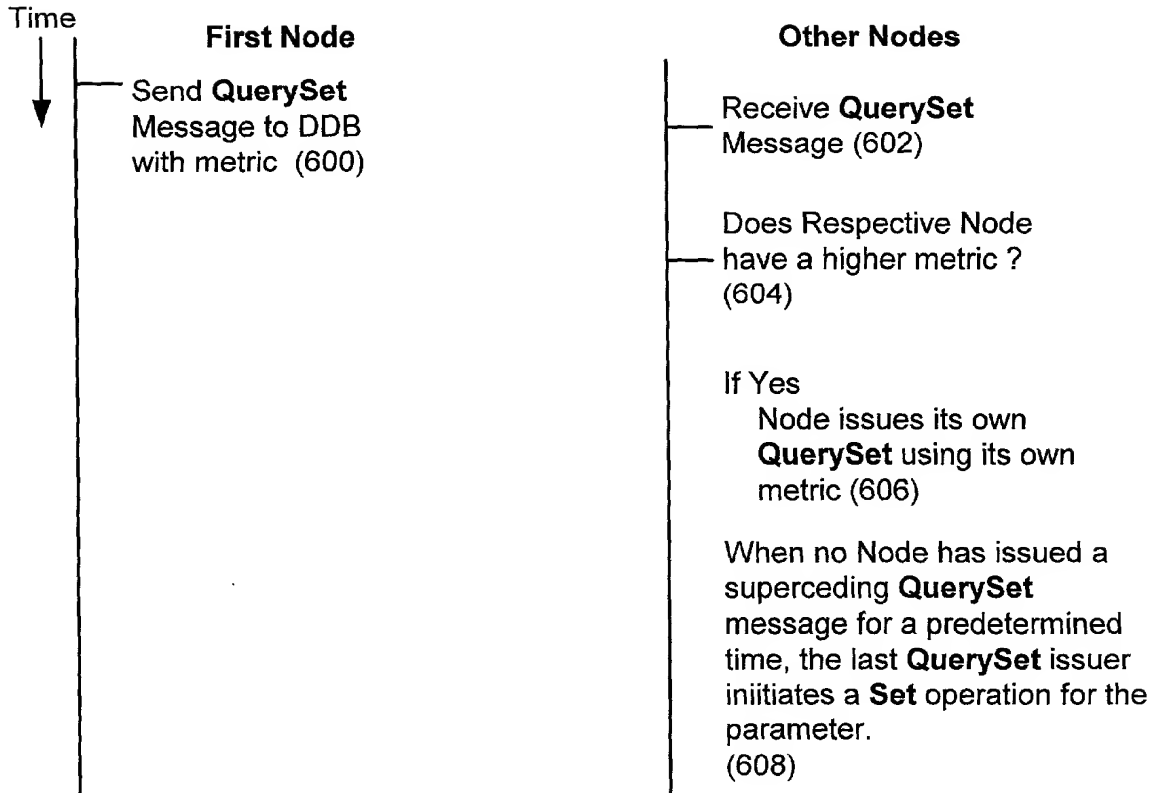 Time
First Node
Send QuerySet
Message to DDB
with metric (600)
Other Nodes
Receive QuerySet
Message (602)
Does Respective Node
have a higher metric ?
(604)
If Yes
Node issues its own
QuerySet using its own
metric (606)
When no Node has issued a
superceding QuerySet
message for a predetermined
time, the last QuerySet issuer
iniitiates a Set operation for the
parameter.
(608)